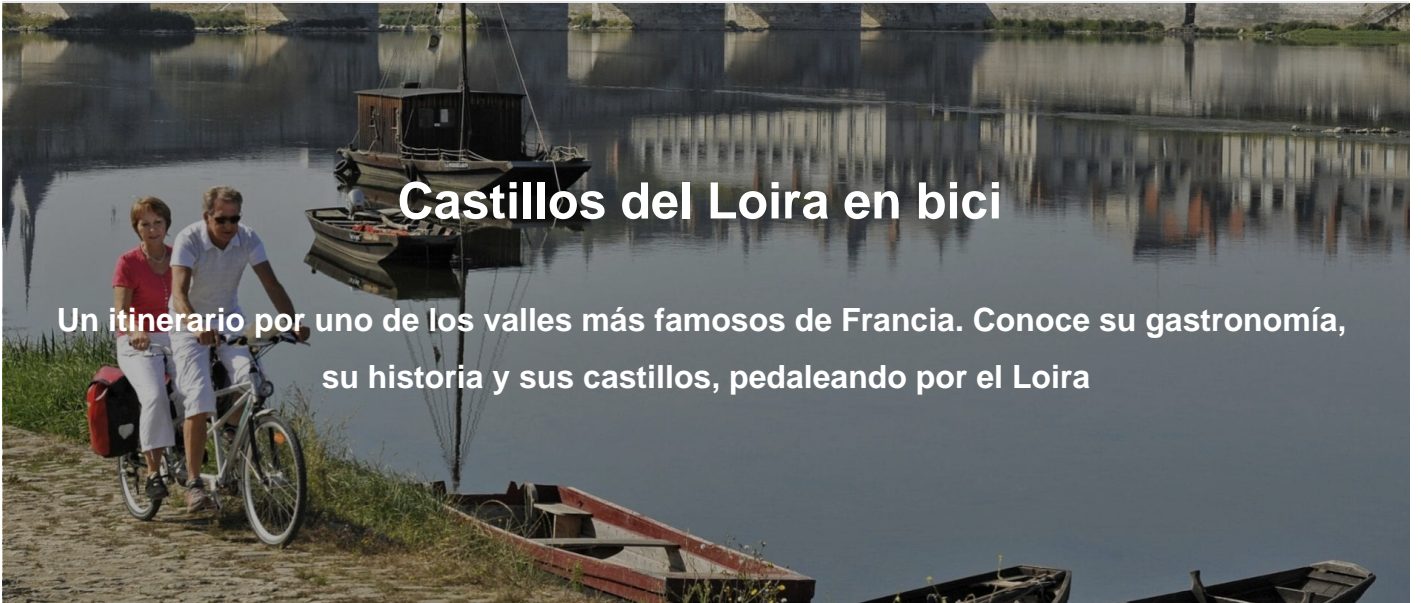 Castillos del Loira en bici
Un itinerario por uno de los valles más famosos de Francia. Conoce su gastronomía,
su historia y sus castillos, pedaleando por el Loira